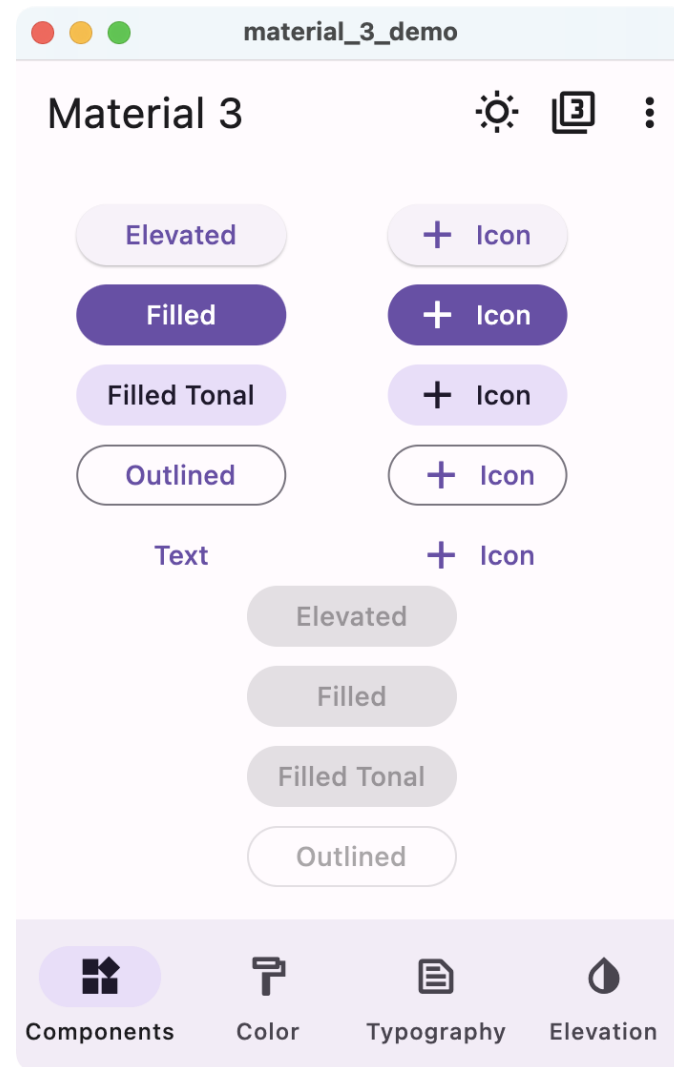 material_3_demo
Material 3
3
Elevated
Icon
Filled
Icon
Filled Tonal
Icon
Outlined
Icon
Text
Icon
Elevated
Filled
Filled Tonal
Outlined
Components
Color
Typography
Elevation